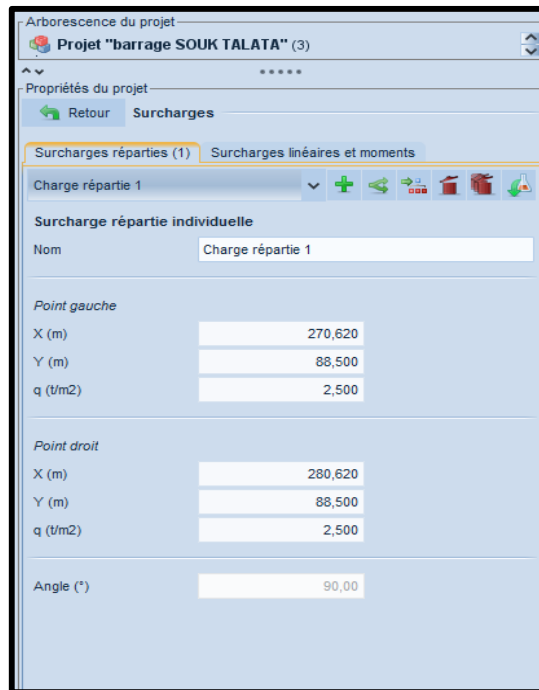 Arborescence du projet
Projet "barrage SOUK TALATA" (3)
Propriétés du projet
Retour Surcharges
Surcharges réparties (1) Surcharges linéaires et moments
Charge répartie 1
Surcharge répartie individuelle
Nom Charge répartie 1
Point gauche
X (m) 270,620
Y (m) 88,500
q (t/m2) 2,500
Point droit
X (m) 280,620
Y (m) 88,500
q (t/m2) 2,500
Angle (°) 90,00